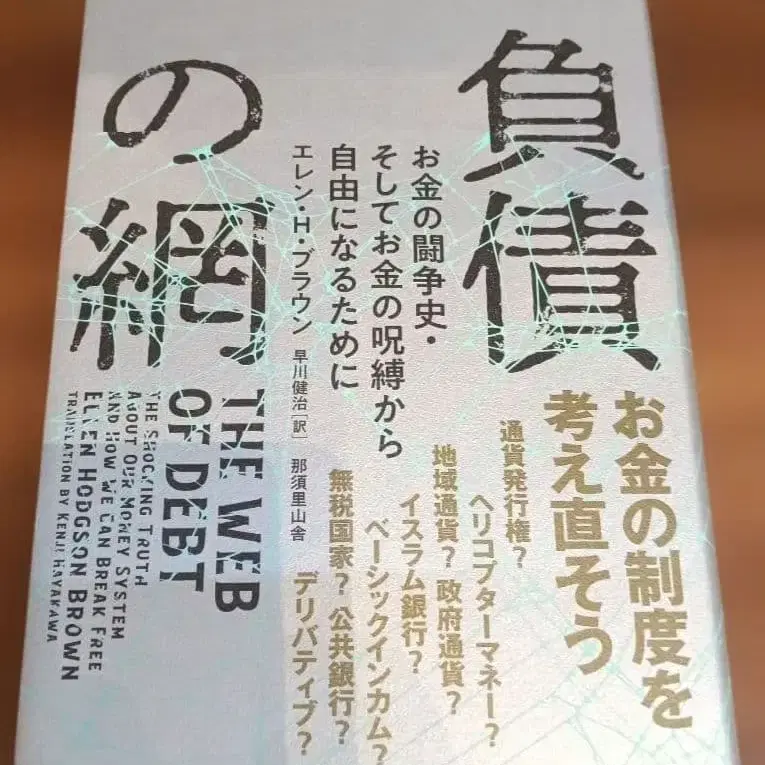 負債
の網
お金の闘争史・
そしてお金の呪縛から
自由になるために
エレン・H・ブラウン 早川健治[訳] 那須里山舎
お金の制度を
考え直そう
通貨発行権?
ヘリコプターマネー?
地域通貨? 政府通貨?
イスラム銀行?
ベーシックインカム?
無税国家? 公共銀行?
デリバティブ?
THE WEB
OF DEBT
THE SHOCKING TRUTH
ABOUT OUR MONEY SYSTEM
AND HOW WE CAN BREAK FREE
ELLEN HODGSON BROWN
TRANSLATION BY KENJI HAYAKAWA